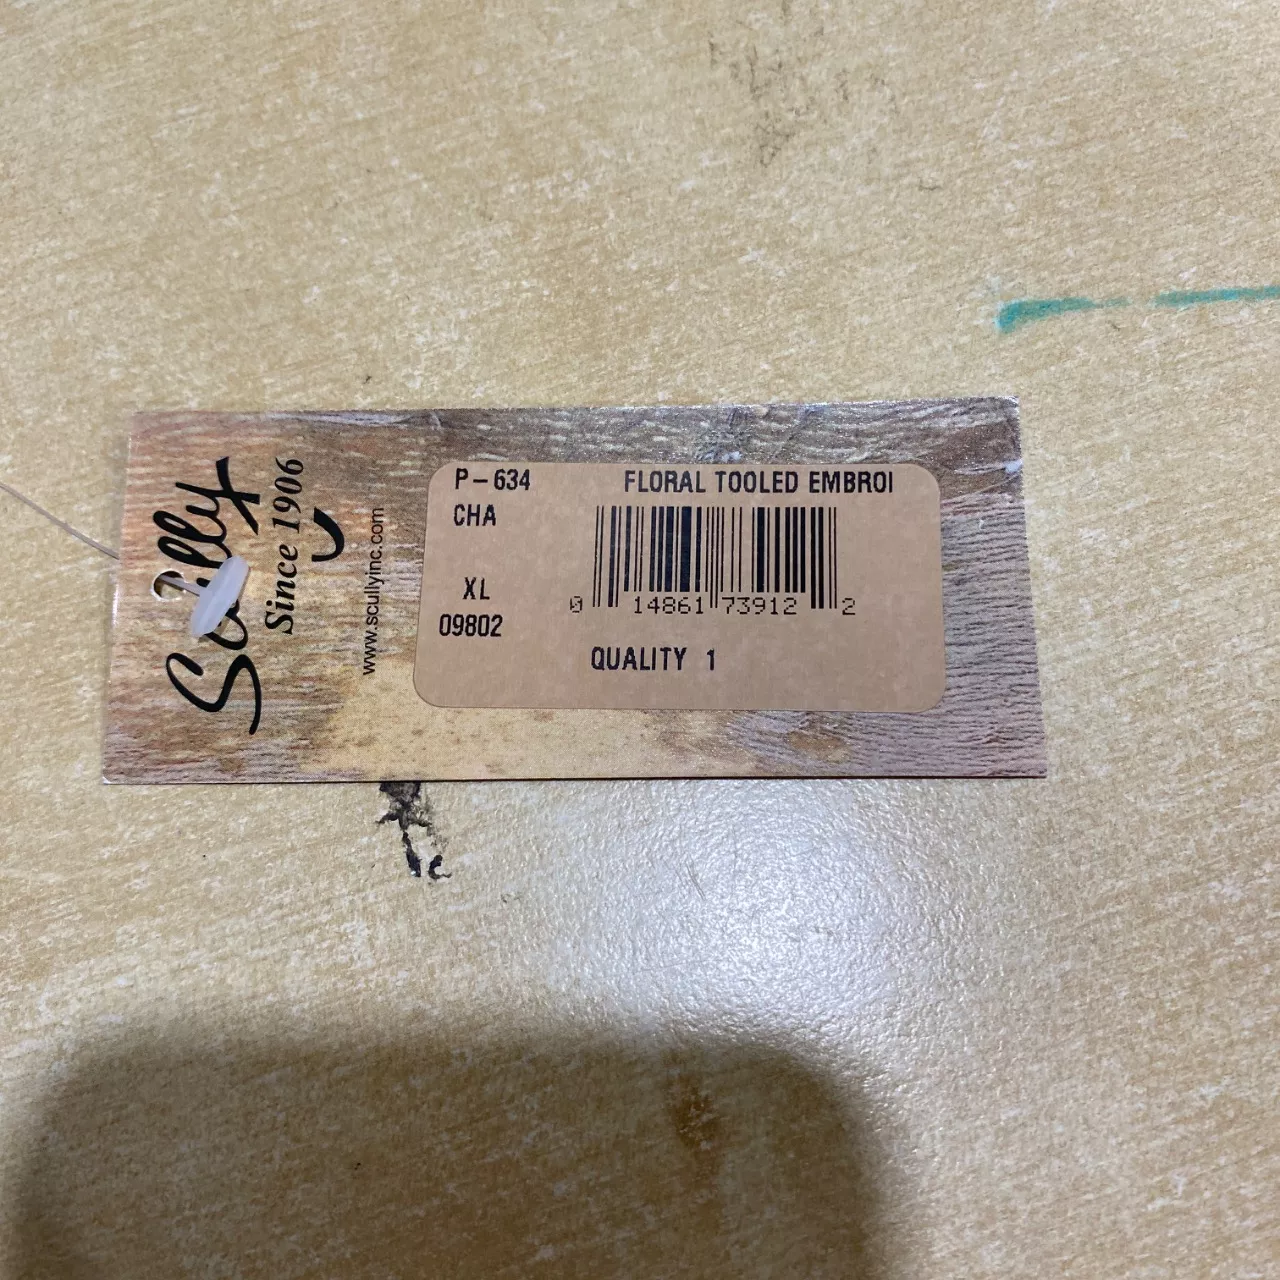 Scully
Since 1906
www.scullyinc.com
P-634 FLORAL TOOLED EMBROI
CHA
XL
09802
0 14861 73912 2
QUALITY 1